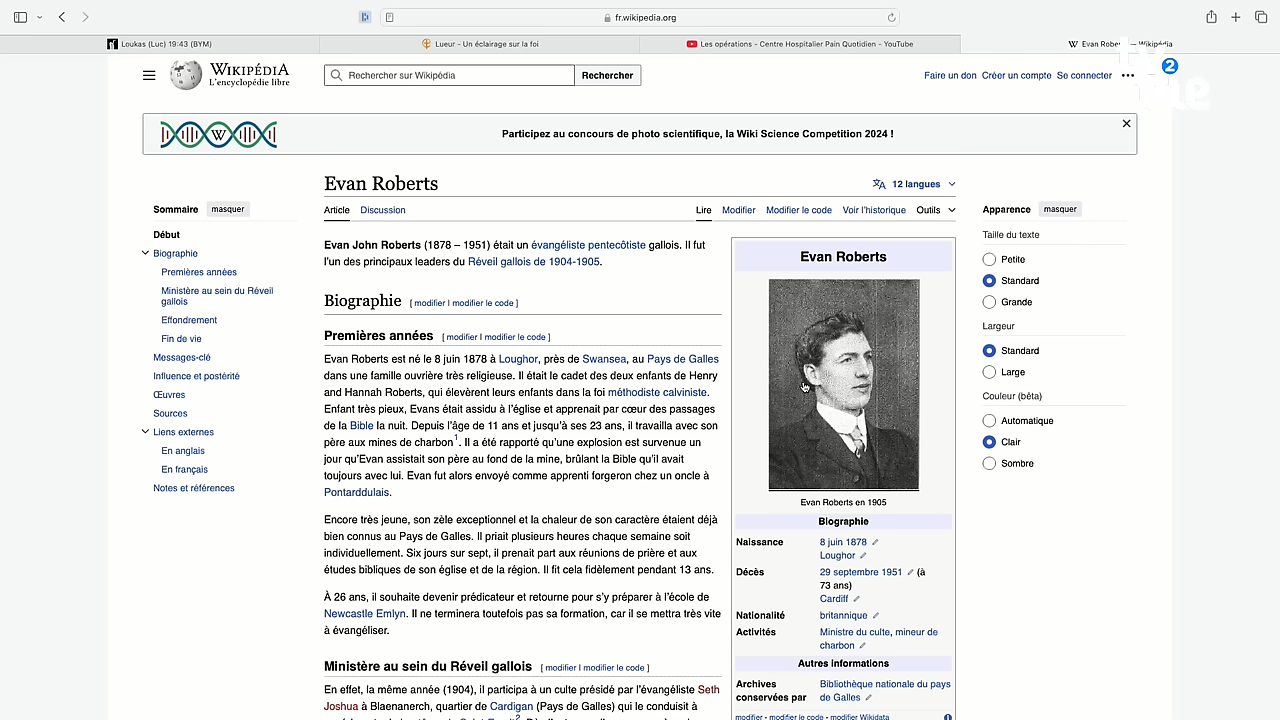 fr.wikipedia.org
Loukas (Luc) 19:43 (BYM)
Lueur - Un éclairage sur la foi
Les opérations - Centre Hospitalier Pain Quotidien - YouTube
WIKIPÉDIA
L'encyclopédie libre
Rechercher sur Wikipédia
Rechercher
Faire un don Créer un compte Se connecter
2
Participez au concours de photo scientifique, la Wiki Science Competition 2024 !
Evan Roberts
12 langues
Article Discussion
Lire Modifier Modifier le code Voir l'historique Outils
Sommaire masquer
Début
Biographie
Premières années
Ministère au sein du Réveil
gallois
Effondrement
Fin de vie
Messages-clé
Influence et postérité
Œuvres
Sources
Liens externes
En anglais
En français
Notes et références
Evan John Roberts (1878 – 1951) était un évangéliste pentecôtiste gallois. Il fut
l'un des principaux leaders du Réveil gallois de 1904-1905.
Biographie [ modifier | modifier le code ]
Premières années [ modifier | modifier le code ]
Evan Roberts est né le 8 juin 1878 à Loughor, près de Swansea, au Pays de Galles
dans une famille ouvrière très religieuse. Il était le cadet des deux enfants de Henry
and Hannah Roberts, qui élevèrent leurs enfants dans la foi méthodiste calviniste.
Enfant très pieux, Evans était assidu à l'église et apprenait par cœur des passages
de la Bible la nuit. Depuis l'âge de 11 ans et jusqu'à ses 23 ans, il travailla avec son
père aux mines de charbon1. Il a été rapporté qu'une explosion est survenue un
jour qu'Evan assistait son père au fond de la mine, brûlant la Bible qu'il avait
toujours avec lui. Evan fut alors envoyé comme apprenti forgeron chez un oncle à
Pontarddulais.
Encore très jeune, son zèle exceptionnel et la chaleur de son caractère étaient déjà
bien connus au Pays de Galles. Il priait plusieurs heures chaque semaine soit
individuellement. Six jours sur sept, il prenait part aux réunions de prière et aux
études bibliques de son église et de la région. Il fit cela fidèlement pendant 13 ans.
À 26 ans, il souhaite devenir prédicateur et retourne pour s'y préparer à l'école de
Newcastle Emlyn. Il ne terminera toutefois pas sa formation, car il se mettra très vite
à évangéliser.
Ministère au sein du Réveil gallois [ modifier | modifier le code ]
En effet, la même année (1904), il participa à un culte présidé par l'évangéliste Seth
Joshua à Blaenanerch, quartier de Cardigan (Pays de Galles) qui le conduisit à
Evan Roberts
Evan Roberts en 1905
Biographie
Naissance 8 juin 1878
Loughor
Décès 29 septembre 1951 (à
73 ans)
Cardiff
Nationalité britannique
Activités Ministre du culte, mineur de
charbon
Autres informations
Archives Bibliothèque nationale du pays
conservées par de Galles
modifier - modifier le code - modifier Wikidata
Apparence masquer
Taille du texte
Petite
Standard
Grande
Largeur
Standard
Large
Couleur (bêta)
Automatique
Clair
Sombre